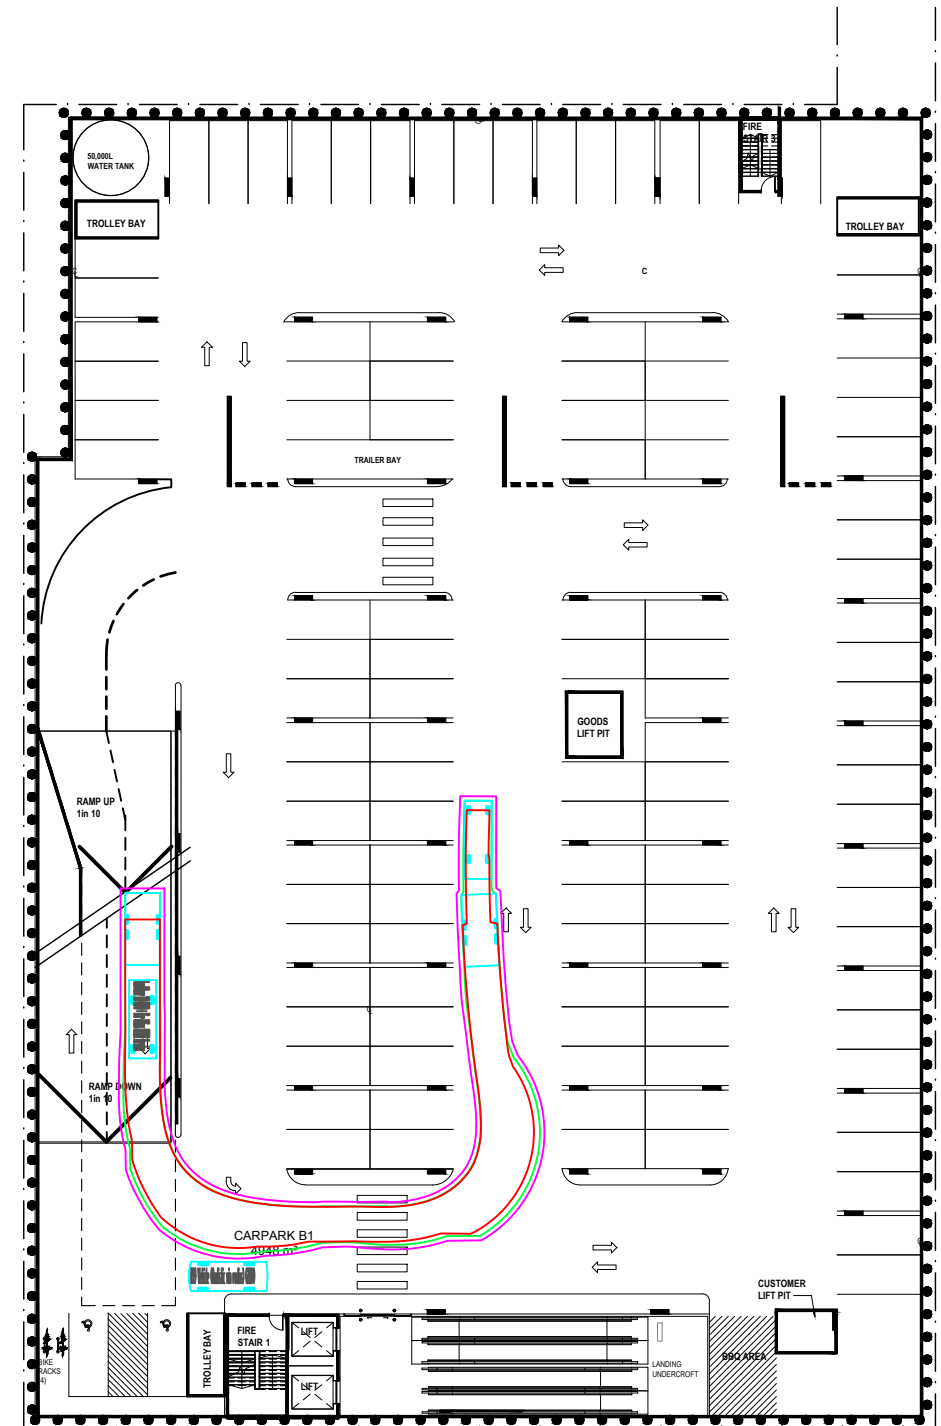 FIRE
50,000L
WATER TANK
TROLLEY BAY
TROLLEY BAY
C
TRAILER BAY
GOODS
LIFT PIT
RAMP UP
1in 10
RAMP DOWN
1in 10
CARPARK B1
4948 m²
CUSTOMER
LIFT PIT
FIRE
STAIR 1
LIFT
TROLLEY BAY
BBQ AREA
LANDING
UNDERCROFT
LIFT